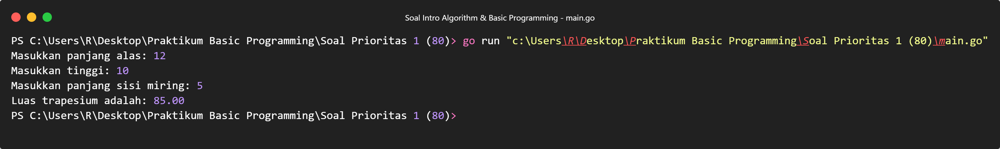 Soal Intro Algorithm & Basic Programming - main.go
PS C:\Users\R\Desktop\Praktikum Basic Programming\Soal Prioritas 1 (80)> go run "c:\Users\R\Desktop\Praktikum Basic Programming\Soal Prioritas 1 (80)\main.go"
Masukkan panjang alas: 12
Masukkan tinggi: 10
Masukkan panjang sisi miring: 5
Luas trapesium adalah: 85.00
PS C:\Users\R\Desktop\Praktikum Basic Programming\Soal Prioritas 1 (80)>